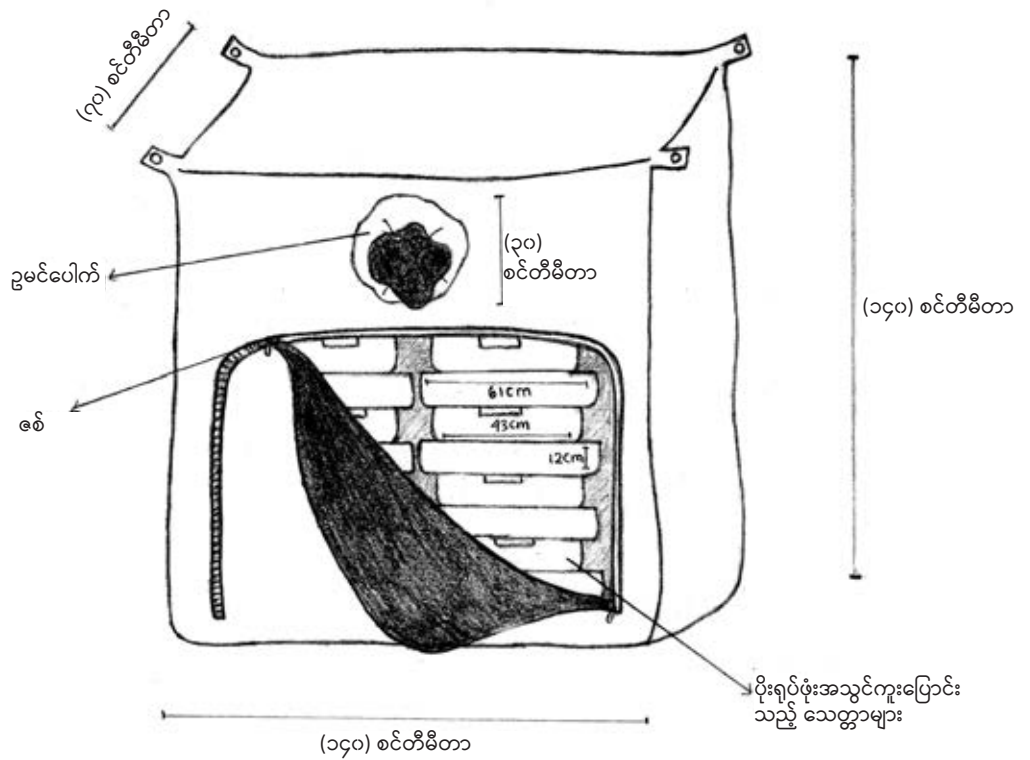 (၇၀) စင်တီမီတာ
(၃၀)
စင်တီမီတာ
ဥမင်ပေါက်
(၁၄၀) စင်တီမီတာ
ဇစ်
61cm
43cm
12cm
ပိုးရုပ်ဖုံးအသွင်ကူးပြောင်း
သည့် သေတ္တာများ
(၁၄၀) စင်တီမီတာ